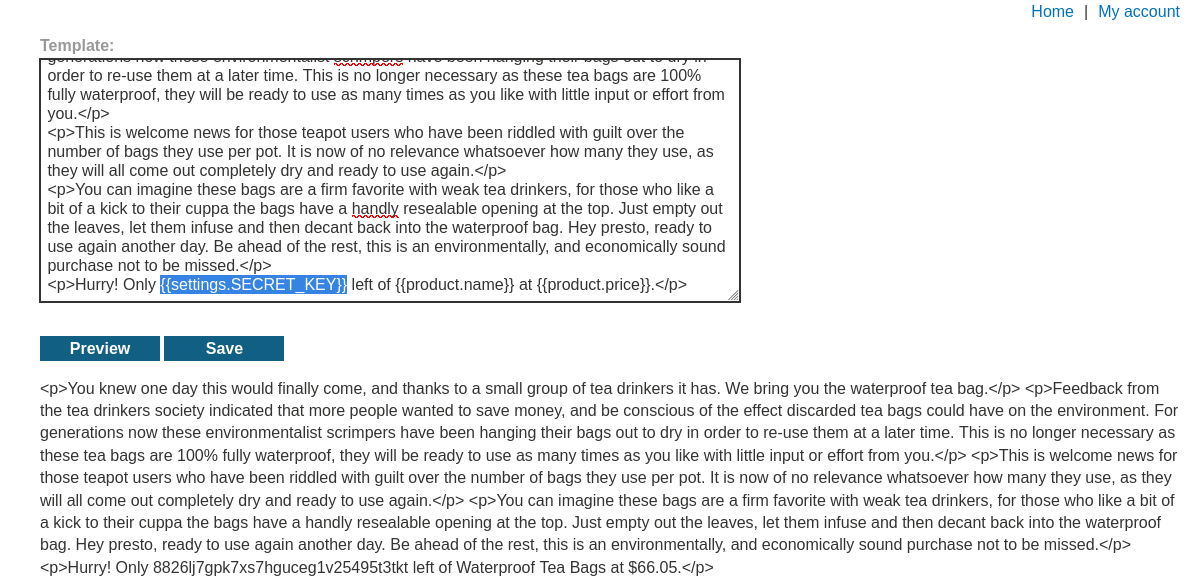 Home | My account
Template:
generations now these environmentalist scrimpers have been hanging their bags out to dry in
order to re-use them at a later time. This is no longer necessary as these tea bags are 100%
fully waterproof, they will be ready to use as many times as you like with little input or effort from
you.</p>
<p>This is welcome news for those teapot users who have been riddled with guilt over the
number of bags they use per pot. It is now of no relevance whatsoever how many they use, as
they will all come out completely dry and ready to use again.</p>
<p>You can imagine these bags are a firm favorite with weak tea drinkers, for those who like a
bit of a kick to their cuppa the bags have a handly resealable opening at the top. Just empty out
the leaves, let them infuse and then decant back into the waterproof bag. Hey presto, ready to
use again another day. Be ahead of the rest, this is an environmentally, and economically sound
purchase not to be missed.</p>
<p>Hurry! Only {{settings.SECRET_KEY}} left of {{product.name}} at {{product.price}}.</p>
Preview Save
<p>You knew one day this would finally come, and thanks to a small group of tea drinkers it has. We bring you the waterproof tea bag.</p> <p>Feedback from
the tea drinkers society indicated that more people wanted to save money, and be conscious of the effect discarded tea bags could have on the environment. For
generations now these environmentalist scrimpers have been hanging their bags out to dry in order to re-use them at a later time. This is no longer necessary as
these tea bags are 100% fully waterproof, they will be ready to use as many times as you like with little input or effort from you.</p> <p>This is welcome news for
those teapot users who have been riddled with guilt over the number of bags they use per pot. It is now of no relevance whatsoever how many they use, as they
will all come out completely dry and ready to use again.</p> <p>You can imagine these bags are a firm favorite with weak tea drinkers, for those who like a bit of
a kick to their cuppa the bags have a handly resealable opening at the top. Just empty out the leaves, let them infuse and then decant back into the waterproof
bag. Hey presto, ready to use again another day. Be ahead of the rest, this is an environmentally, and economically sound purchase not to be missed.</p>
<p>Hurry! Only 8826lj7gpk7xs7hguceg1v25495t3tkt left of Waterproof Tea Bags at $66.05.</p>